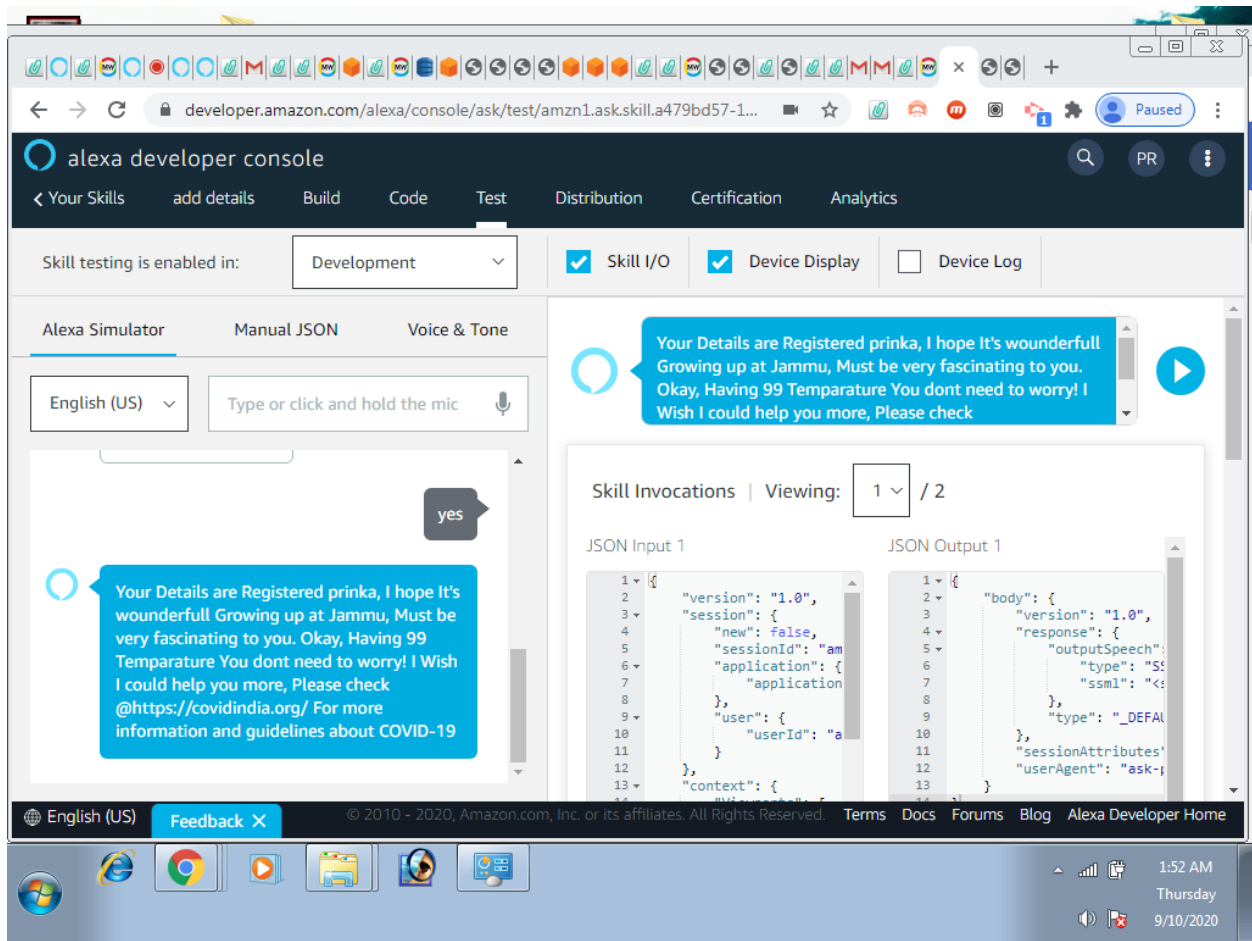 developer.amazon.com/alexa/console/ask/test/amzn1.ask.skill.a479bd57-1...
1
Paused
alexa developer console
PR
Your Skills add details Build Code Test Distribution Certification Analytics
Skill testing is enabled in: Development Skill I/O Device Display Device Log
Alexa Simulator Manual JSON Voice & Tone
English (US) Type or click and hold the mic
yes
Your Details are Registered prinka, I hope It's
wounderfull Growing up at Jammu, Must be
very fascinating to you. Okay, Having 99
Temparature You dont need to worry! I Wish
I could help you more, Please check
@https://covidindia.org/ For more
information and guidelines about COVID-19
Your Details are Registered prinka, I hope It's wounderfull
Growing up at Jammu, Must be very fascinating to you.
Okay, Having 99 Temparature You dont need to worry! I
Wish I could help you more, Please check
Skill Invocations | Viewing: 1 / 2
JSON Input 1
1 {
2 "version": "1.0",
3 "session": {
4 "new": false,
5 "sessionId": "am
6 "application": {
7 "application
8 },
9 "user": {
10 "userId": "a
11 }
12 },
13 "context": {
14 "Viewports": [
JSON Output 1
1 {
2 "body": {
3 "version": "1.0",
4 "response": {
5 "outputSpeech":
6 "type": "SS
7 "ssml": "<s
8 },
9 "type": "_DEFAU
10 },
11 "sessionAttributes"
12 "userAgent": "ask-p
13 }
14 }
English (US) Feedback X © 2010 - 2020, Amazon.com, Inc. or its affiliates. All Rights Reserved. Terms Docs Forums Blog Alexa Developer Home
1:52 AM
Thursday
9/10/2020